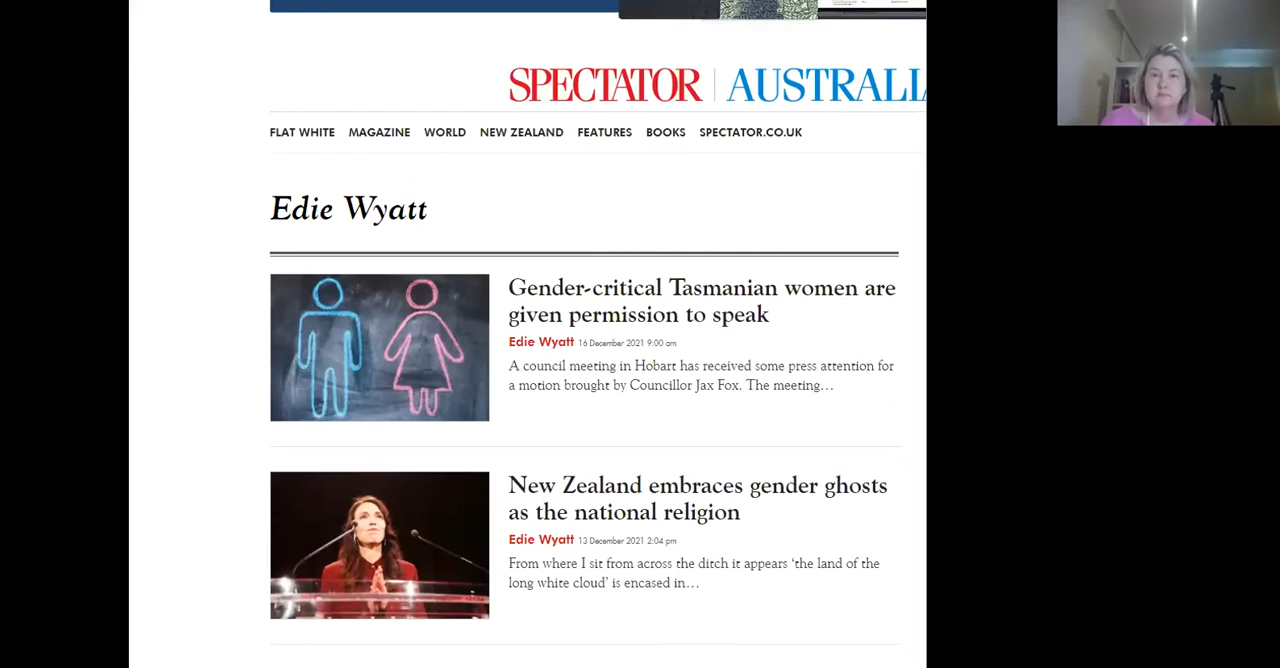 SPECTATOR | AUSTRALIA
FLAT WHITE MAGAZINE WORLD NEW ZEALAND FEATURES BOOKS SPECTATOR.CO.UK
Edie Wyatt
Gender-critical Tasmanian women are
given permission to speak
Edie Wyatt 16 December 2021 9:00 am
A council meeting in Hobart has received some press attention for
a motion brought by Councillor Jax Fox. The meeting…
New Zealand embraces gender ghosts
as the national religion
Edie Wyatt 13 December 2021 2:04 pm
From where I sit from across the ditch it appears ‘the land of the
long white cloud’ is encased in…